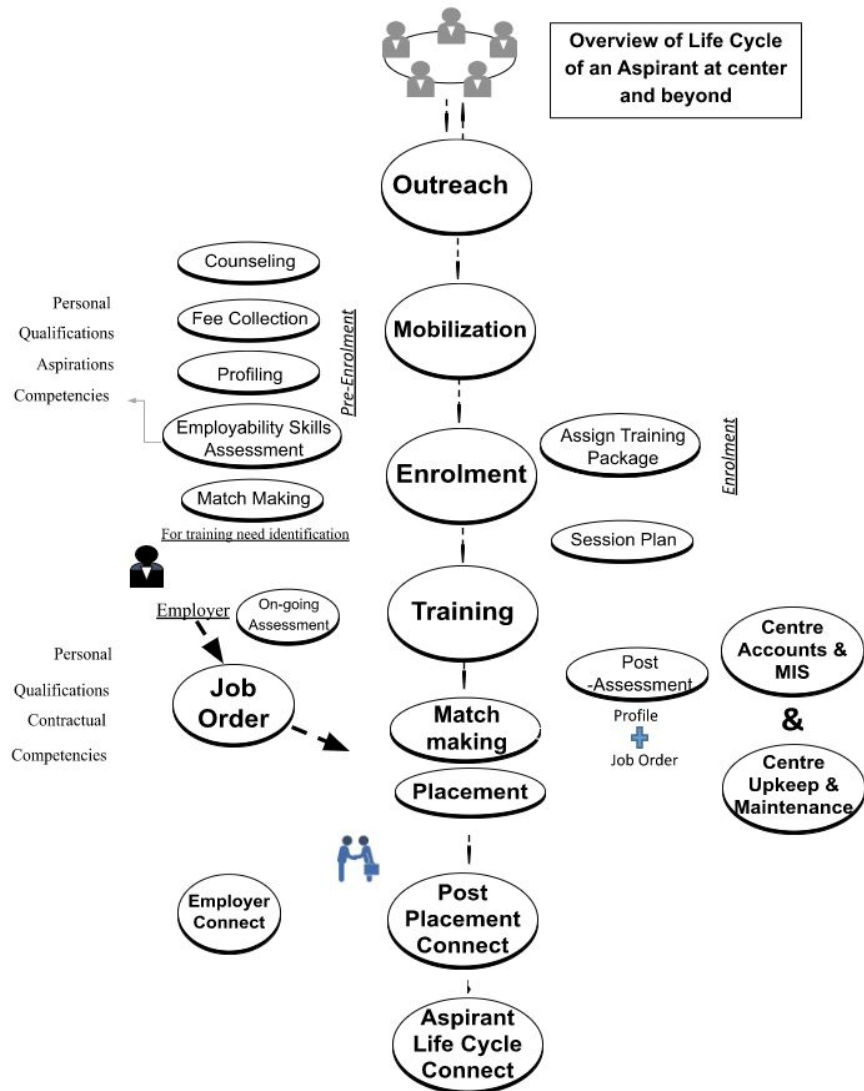 Overview of Life Cycle
of an Aspirant at center
and beyond
Outreach
Counseling
Personal
Fee Collection
Qualifications
Mobilization
Aspirations
Profiling
Pre-Enrolment
Competencies
Employability Skills
Assessment
Enrolment
Assign Training
Package
Enrolment
Match Making
For training need identification
Session Plan
Training
Employer
On-going
Assessment
Personal
Qualifications
Contractual
Competencies
Job
Order
Match
making
Placement
Post
-Assessment
Profile
Job Order
Centre
Accounts &
MIS
&
Centre
Upkeep &
Maintenance
Employer
Connect
Post
Placement
Connect
Aspirant
Life Cycle
Connect